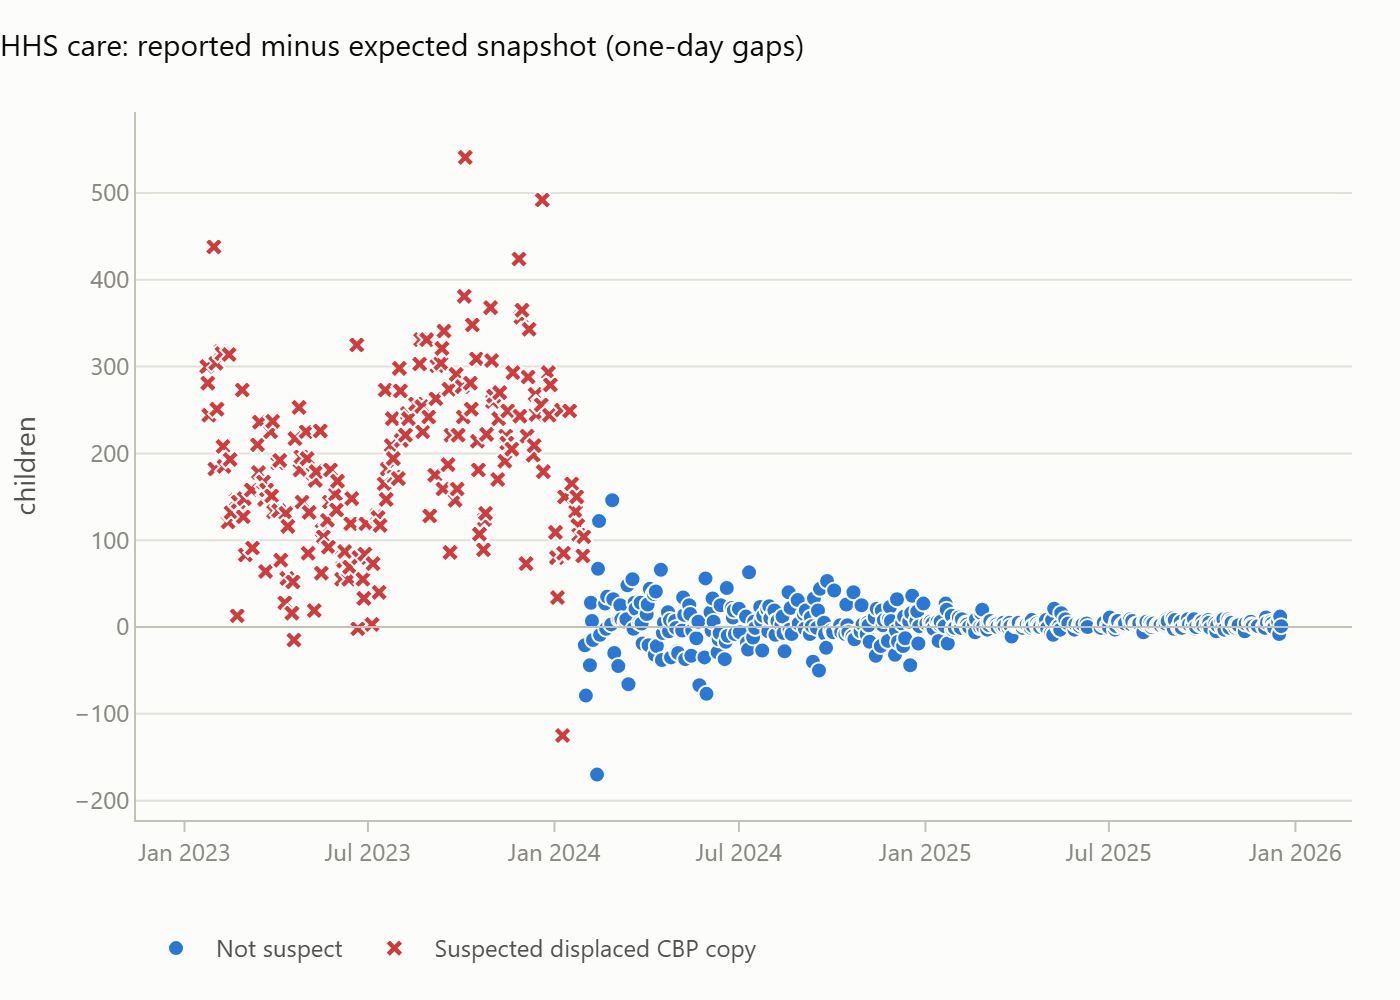 HHS care: reported minus expected snapshot (one-day gaps)
children
500
400
300
200
100
0
−100
−200
Jan 2023
Jul 2023
Jan 2024
Jul 2024
Jan 2025
Jul 2025
Jan 2026
Not suspect
Suspected displaced CBP copy